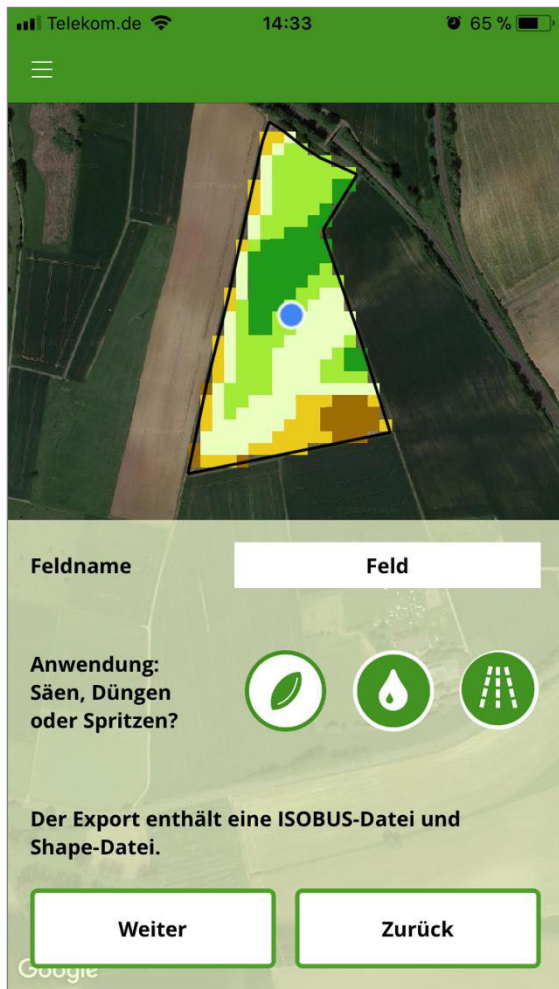 Telekom.de 14:33 65 %
Feldname Feld
Anwendung:
Säen, Düngen
oder Spritzen?
Der Export enthält eine ISOBUS-Datei und
Shape-Datei.
Weiter Zurück
Google